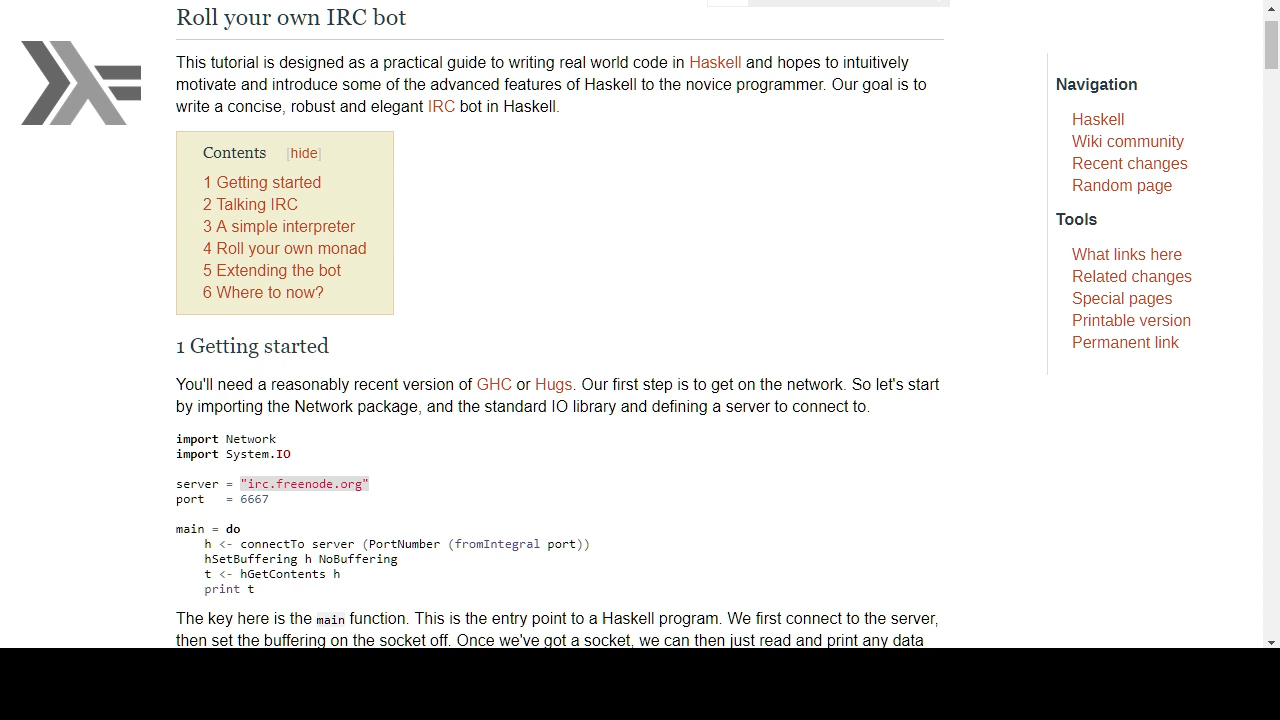 Roll your own IRC bot
This tutorial is designed as a practical guide to writing real world code in Haskell and hopes to intuitively
motivate and introduce some of the advanced features of Haskell to the novice programmer. Our goal is to
write a concise, robust and elegant IRC bot in Haskell.
Contents [hide]
1 Getting started
2 Talking IRC
3 A simple interpreter
4 Roll your own monad
5 Extending the bot
6 Where to now?
1 Getting started
You'll need a reasonably recent version of GHC or Hugs. Our first step is to get on the network. So let's start
by importing the Network package, and the standard IO library and defining a server to connect to.
import Network
import System.IO
server = "irc.freenode.org"
port   = 6667
main = do
    h <- connectTo server (PortNumber (fromIntegral port))
    hSetBuffering h NoBuffering
    t <- hGetContents h
    print t
The key here is the main function. This is the entry point to a Haskell program. We first connect to the server,
then set the buffering on the socket off. Once we've got a socket, we can then just read and print any data
Navigation
Haskell
Wiki community
Recent changes
Random page
Tools
What links here
Related changes
Special pages
Printable version
Permanent link